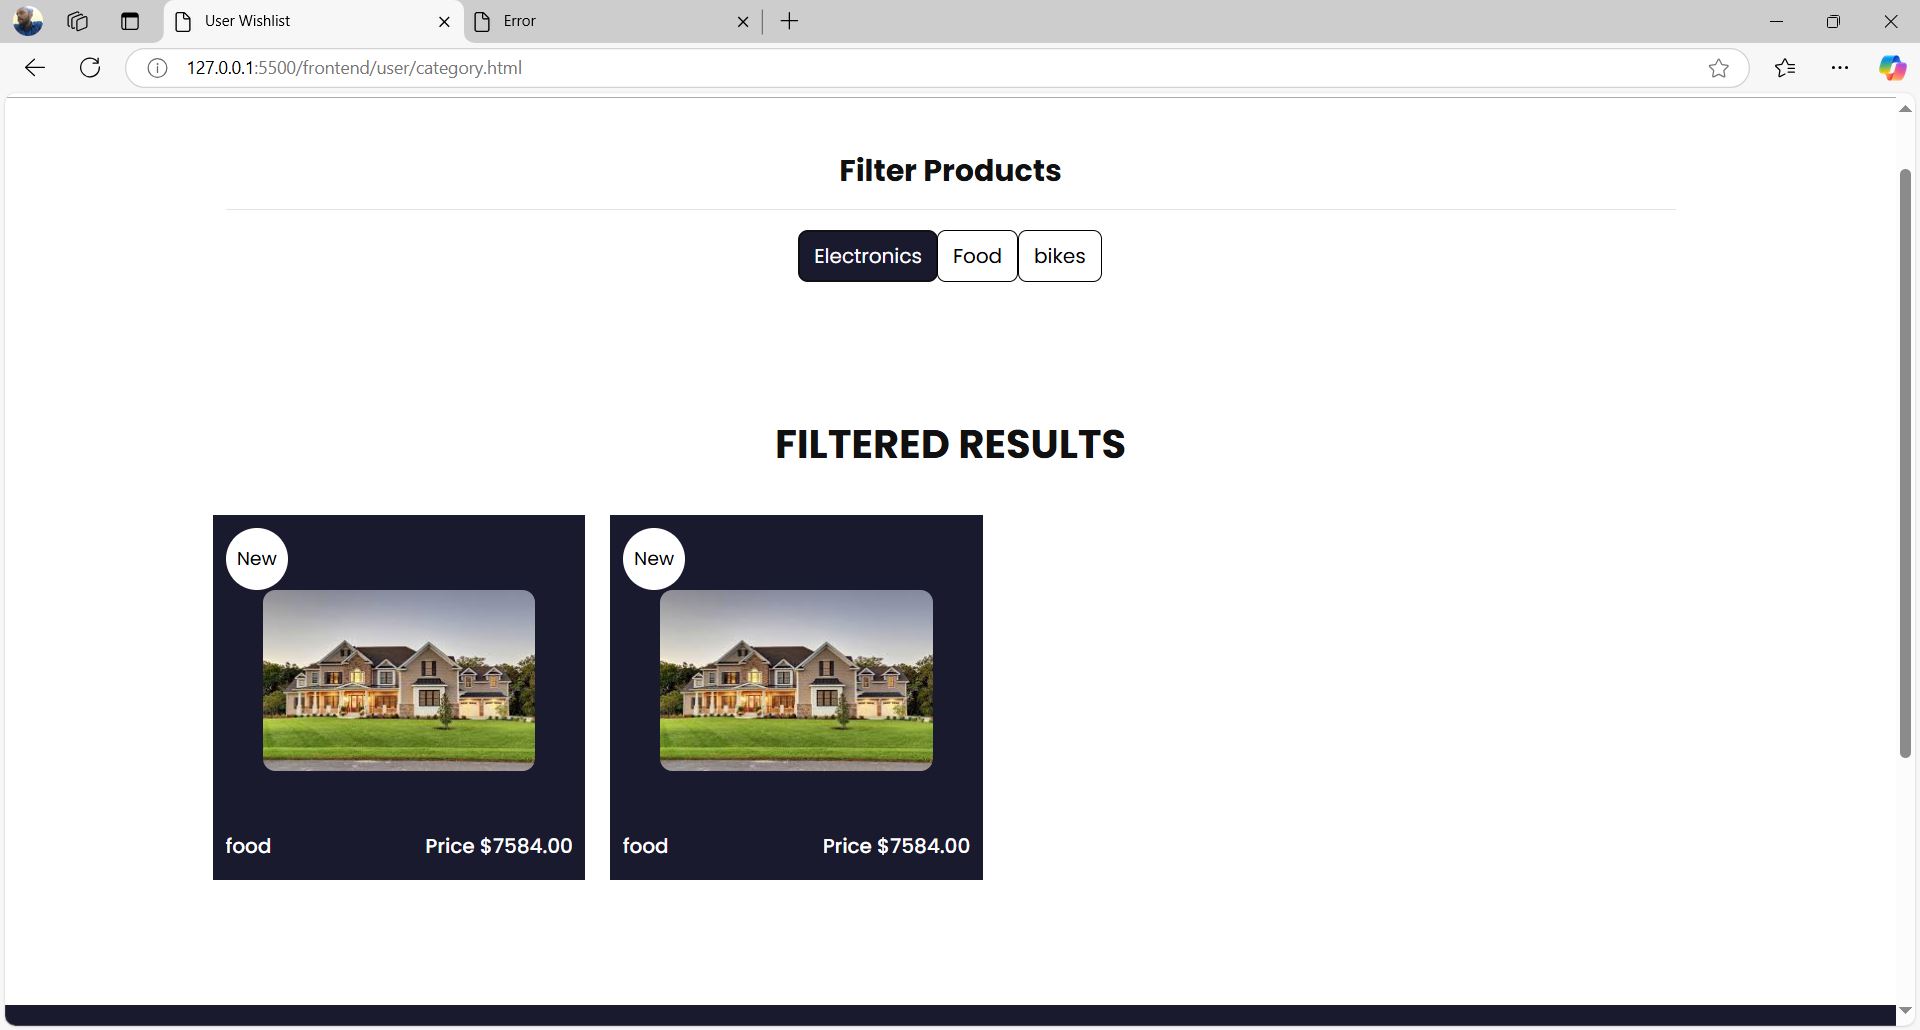 User Wishlist
Error
127.0.0.1:5500/frontend/user/category.html
Filter Products
Electronics
Food
bikes
FILTERED RESULTS
New
New
food
Price $7584.00
food
Price $7584.00